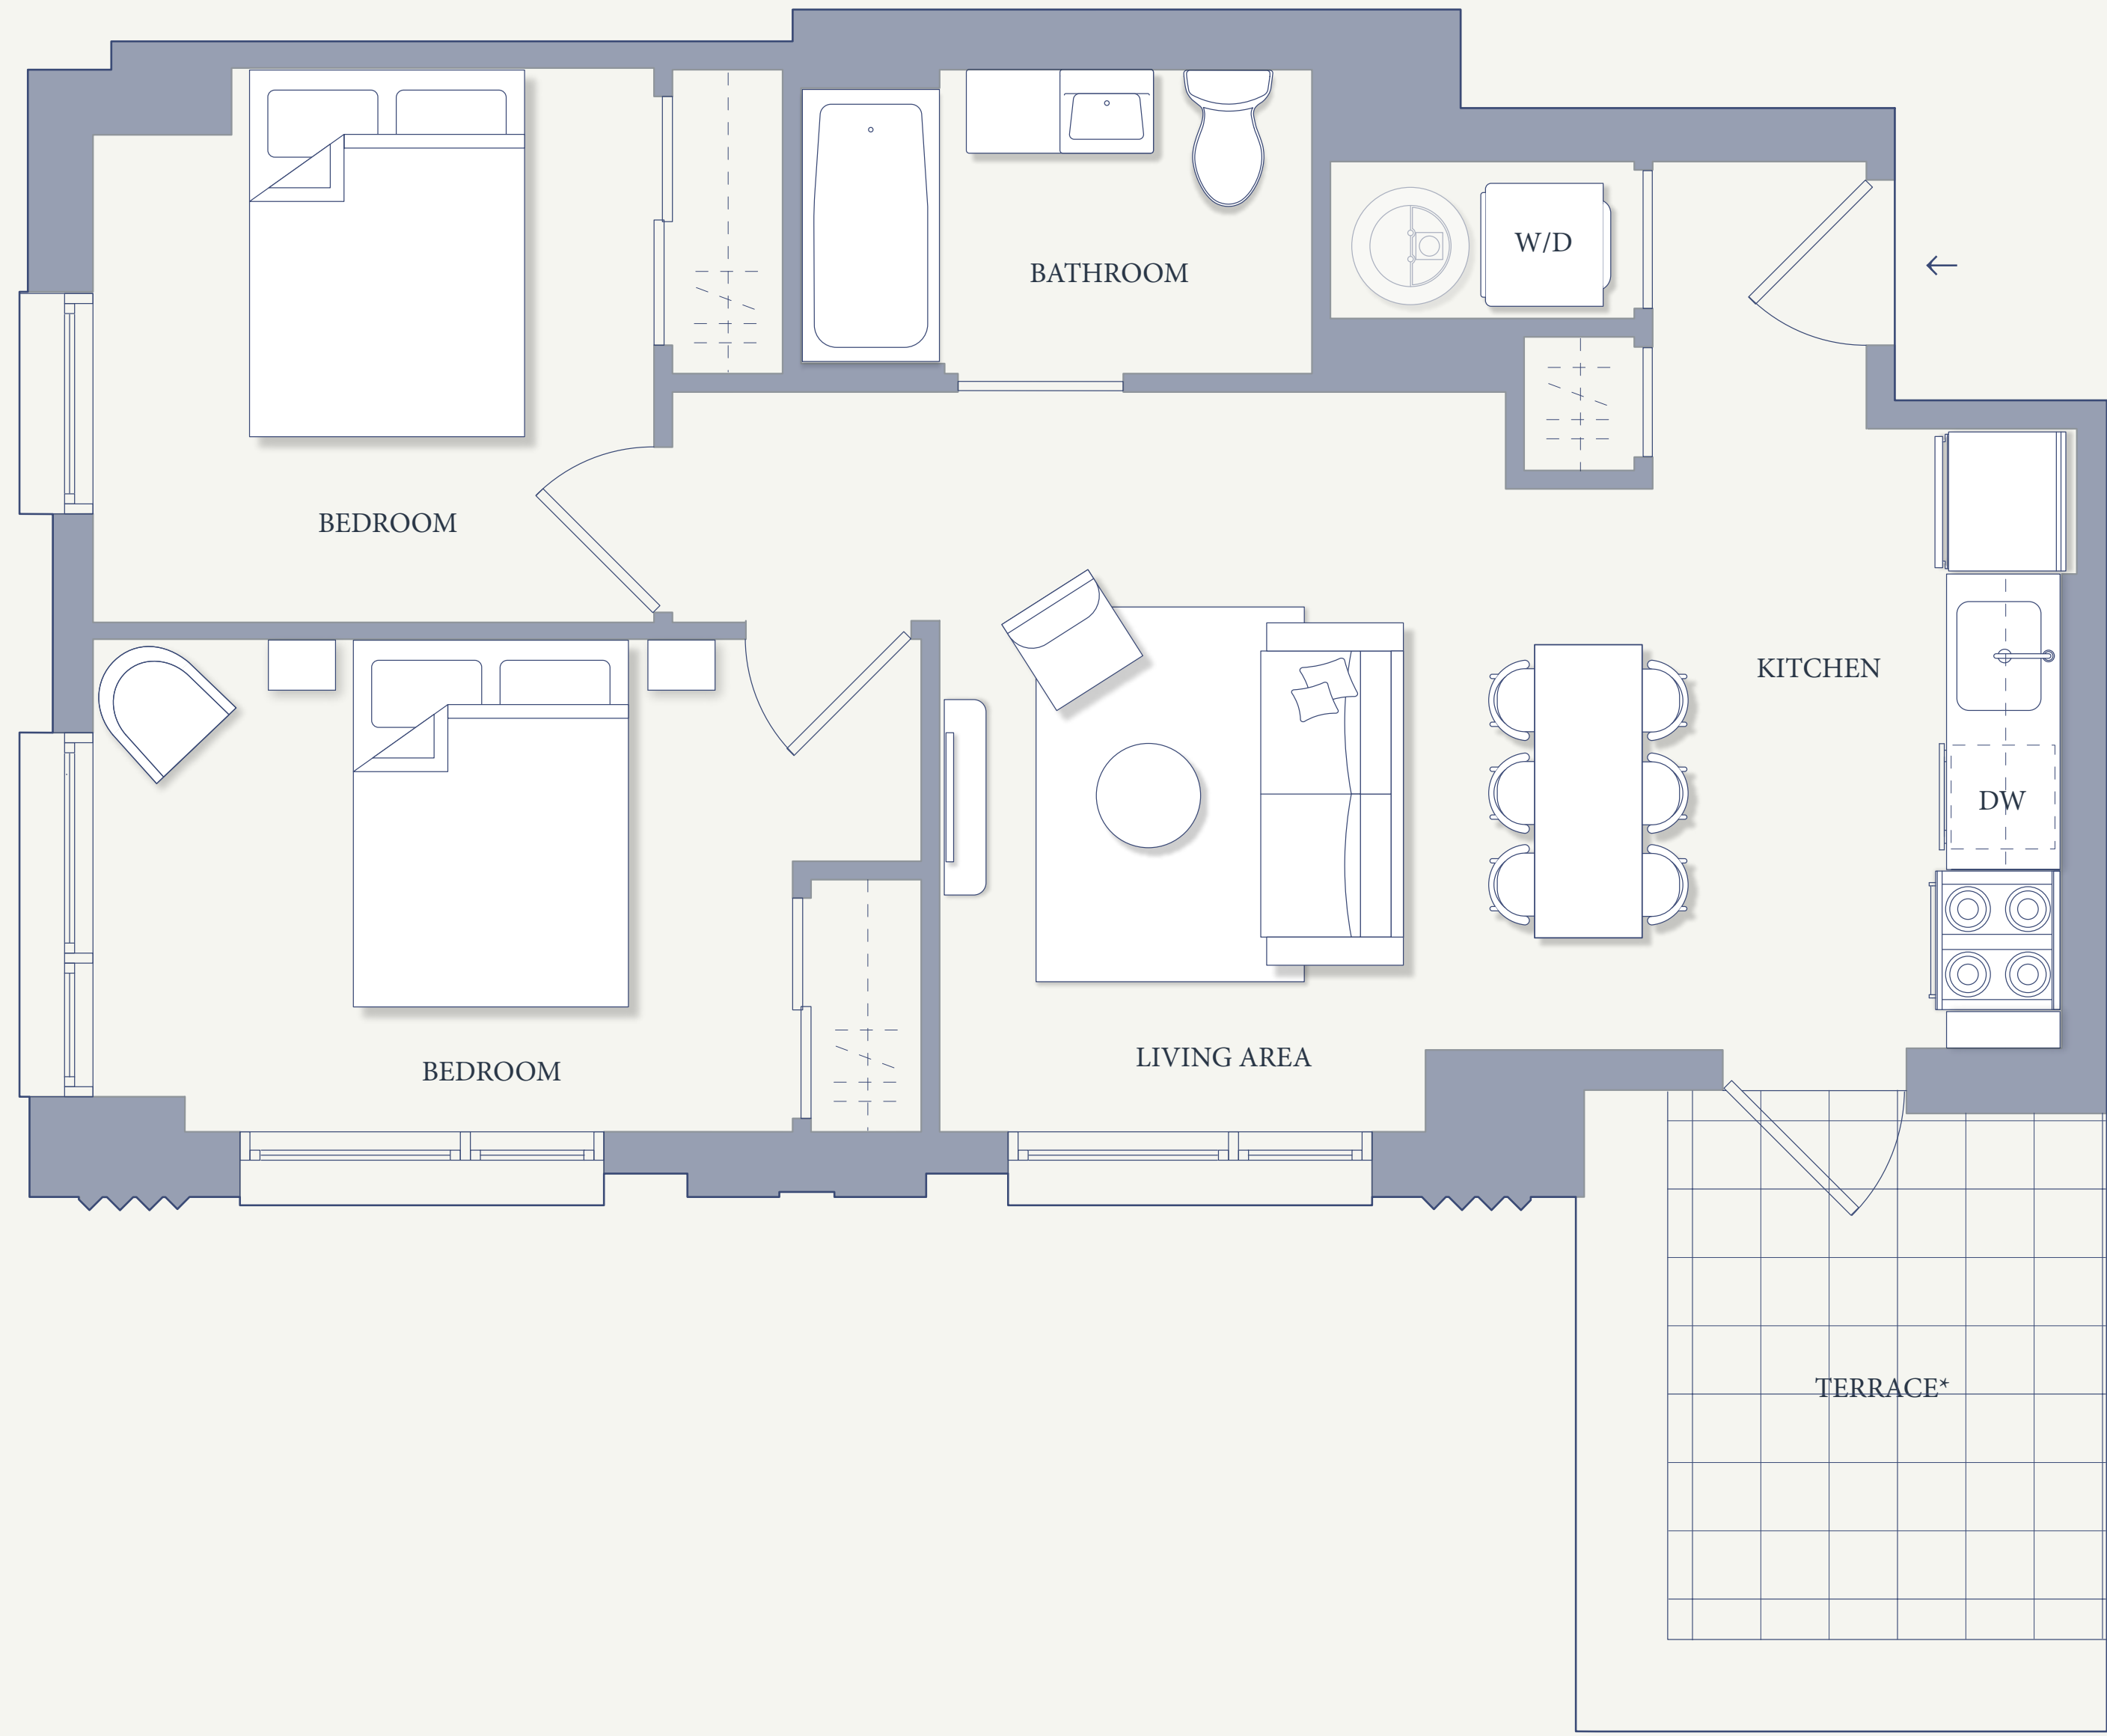 W/D
BATHROOM
BEDROOM
KITCHEN
DW
LIVING AREA
BEDROOM
TERRACE*